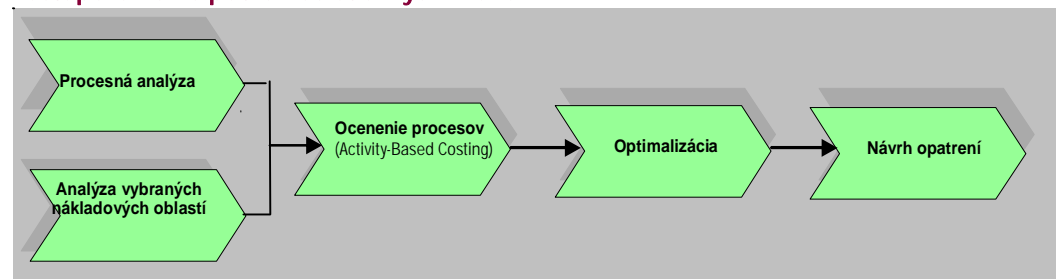 Procesná analýza
Analýza vybraných
nákladových oblastí
Ocenenie procesov
(Activity-Based Costing)
Optimalizácia
Návrh opatrení